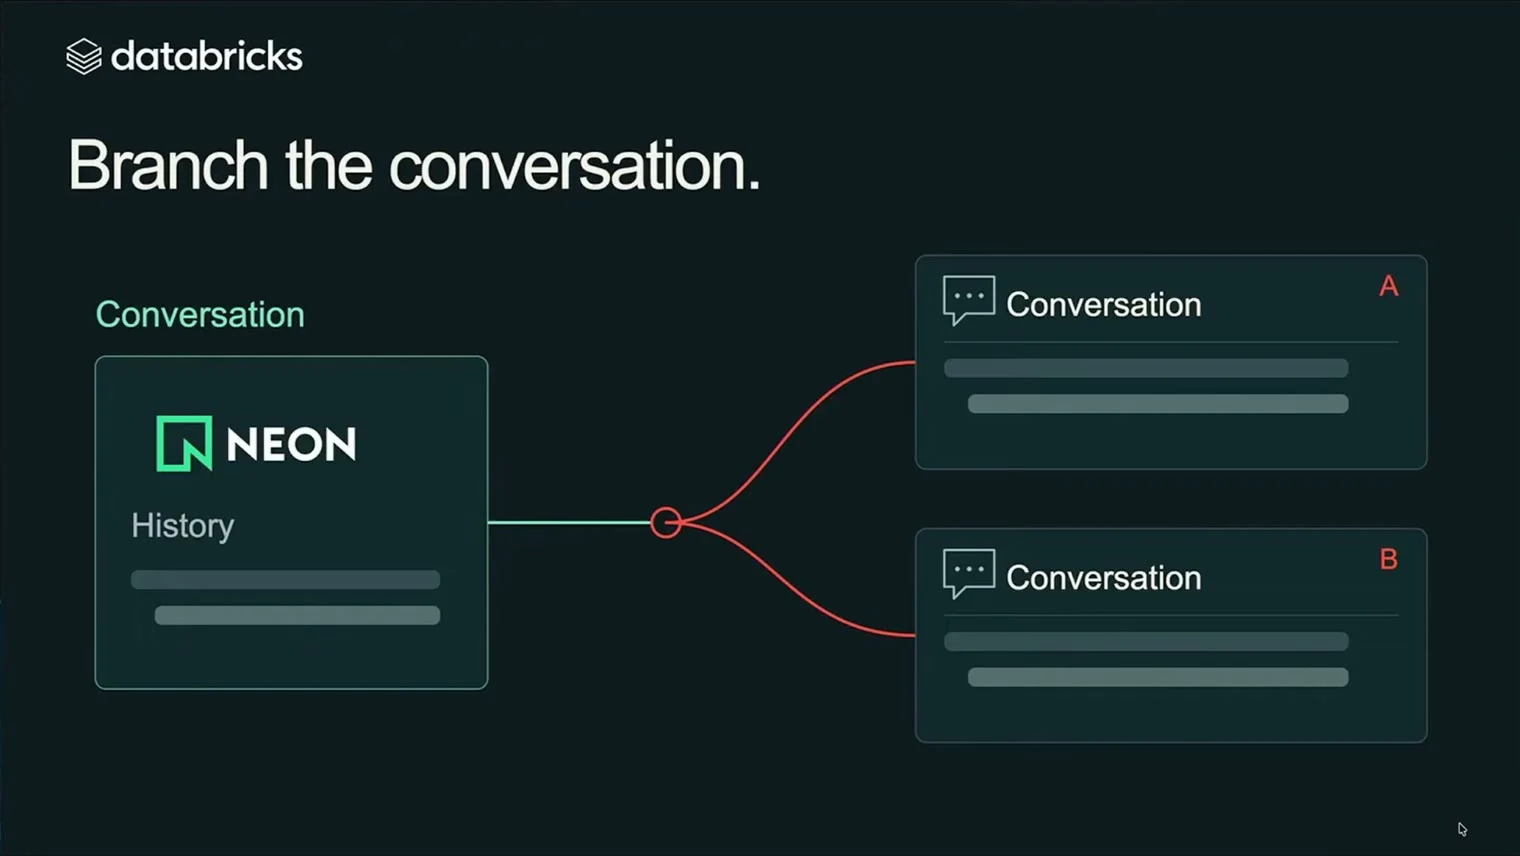 databricks
Branch the conversation.
Conversation
NEON
History
Conversation
A
Conversation
B